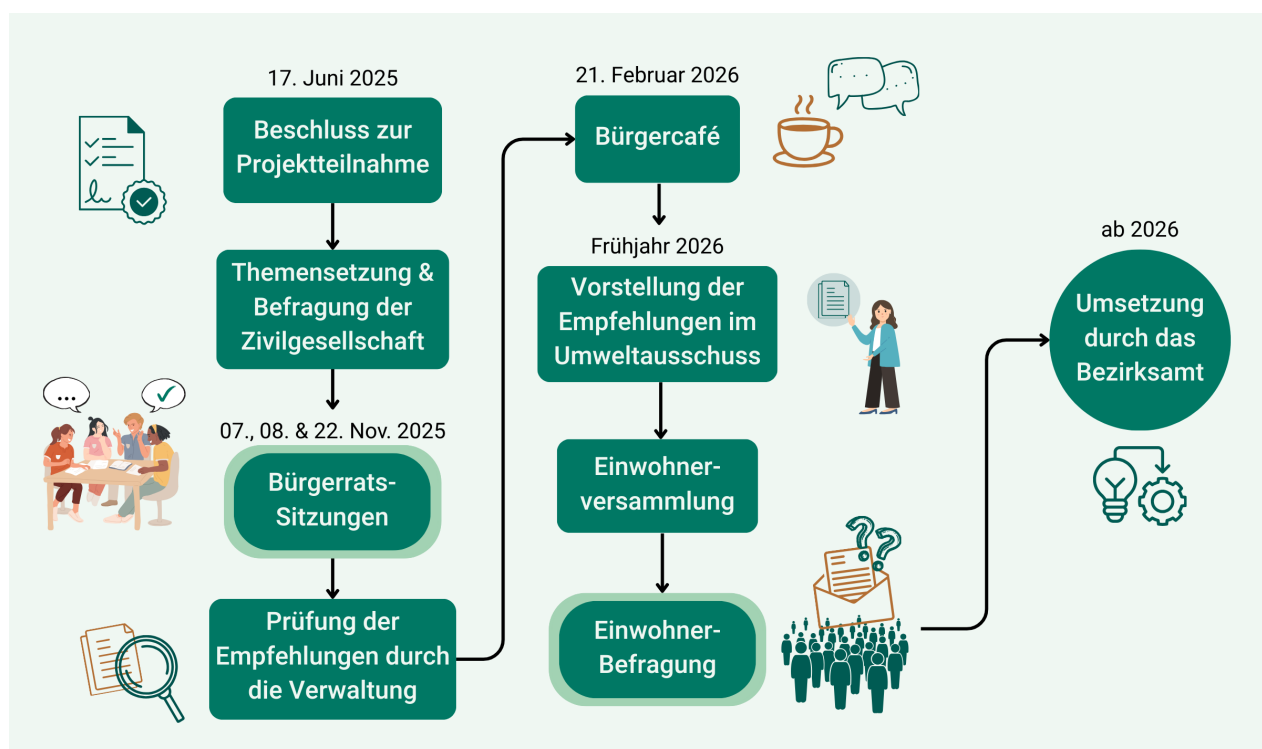 17. Juni 2025
Beschluss zur
Projektteilnahme
Themensetzung &
Befragung der
Zivilgesellschaft
07., 08. & 22. Nov. 2025
Bürgerrats-
Sitzungen
Prüfung der
Empfehlungen durch
die Verwaltung
21. Februar 2026
Bürgercafé
Frühjahr 2026
Vorstellung der
Empfehlungen im
Umweltausschuss
Einwohner-
versammlung
Einwohner-
Befragung
ab 2026
Umsetzung
durch das
Bezirksamt